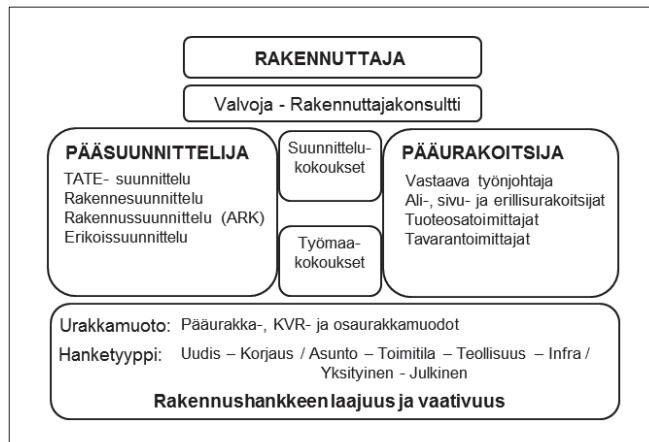 RAKENNUTTAJA
Valvoja - Rakennuttajakonsultti
PÄÄSUUNNITTELIJA
TATE- suunnittelu
Rakennesuunnittelu
Rakennussuunnittelu (ARK)
Erikoissuunnittelu
Suunnittelu-
kokoukset
Työmaa-
kokoukset
PÄÄURAKOITSIJA
Vastaava työnjohtaja
Ali-, sivu- ja erillisurakoitsijat
Tuoteosatoimittajat
Tavarantoimittajat
Urakkamuoto: Pääurakka-, KVR- ja osaurakkamuodot
Hanketyyppi: Uudis – Korjaus / Asunto – Toimitila – Teollisuus – Infra /
Yksityinen - Julkinen
Rakennushankkeen laajuus ja vaativuus